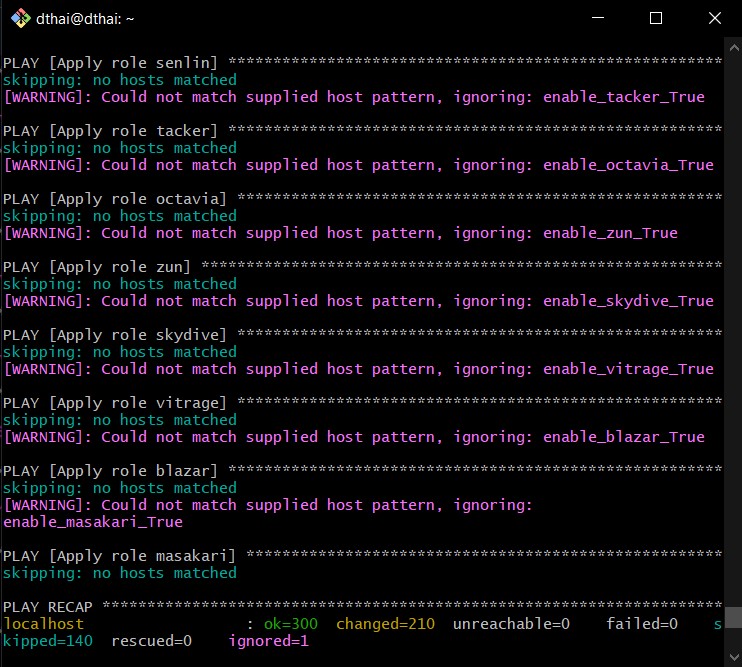 dthai@dthai: ~
PLAY [Apply role senlin] *******************************************************
skipping: no hosts matched
[WARNING]: Could not match supplied host pattern, ignoring: enable_tacker_True
PLAY [Apply role tacker] *******************************************************
skipping: no hosts matched
[WARNING]: Could not match supplied host pattern, ignoring: enable_octavia_True
PLAY [Apply role octavia] ******************************************************
skipping: no hosts matched
[WARNING]: Could not match supplied host pattern, ignoring: enable_zun_True
PLAY [Apply role zun] **********************************************************
skipping: no hosts matched
[WARNING]: Could not match supplied host pattern, ignoring: enable_skydive_True
PLAY [Apply role skydive] ******************************************************
skipping: no hosts matched
[WARNING]: Could not match supplied host pattern, ignoring: enable_vitrage_True
PLAY [Apply role vitrage] ******************************************************
skipping: no hosts matched
[WARNING]: Could not match supplied host pattern, ignoring: enable_blazar_True
PLAY [Apply role blazar] *******************************************************
skipping: no hosts matched
[WARNING]: Could not match supplied host pattern, ignoring:
enable_masakari_True
PLAY [Apply role masakari] *****************************************************
skipping: no hosts matched
PLAY RECAP *********************************************************************
localhost                  : ok=300  changed=210  unreachable=0    failed=0    s
kipped=140  rescued=0    ignored=1